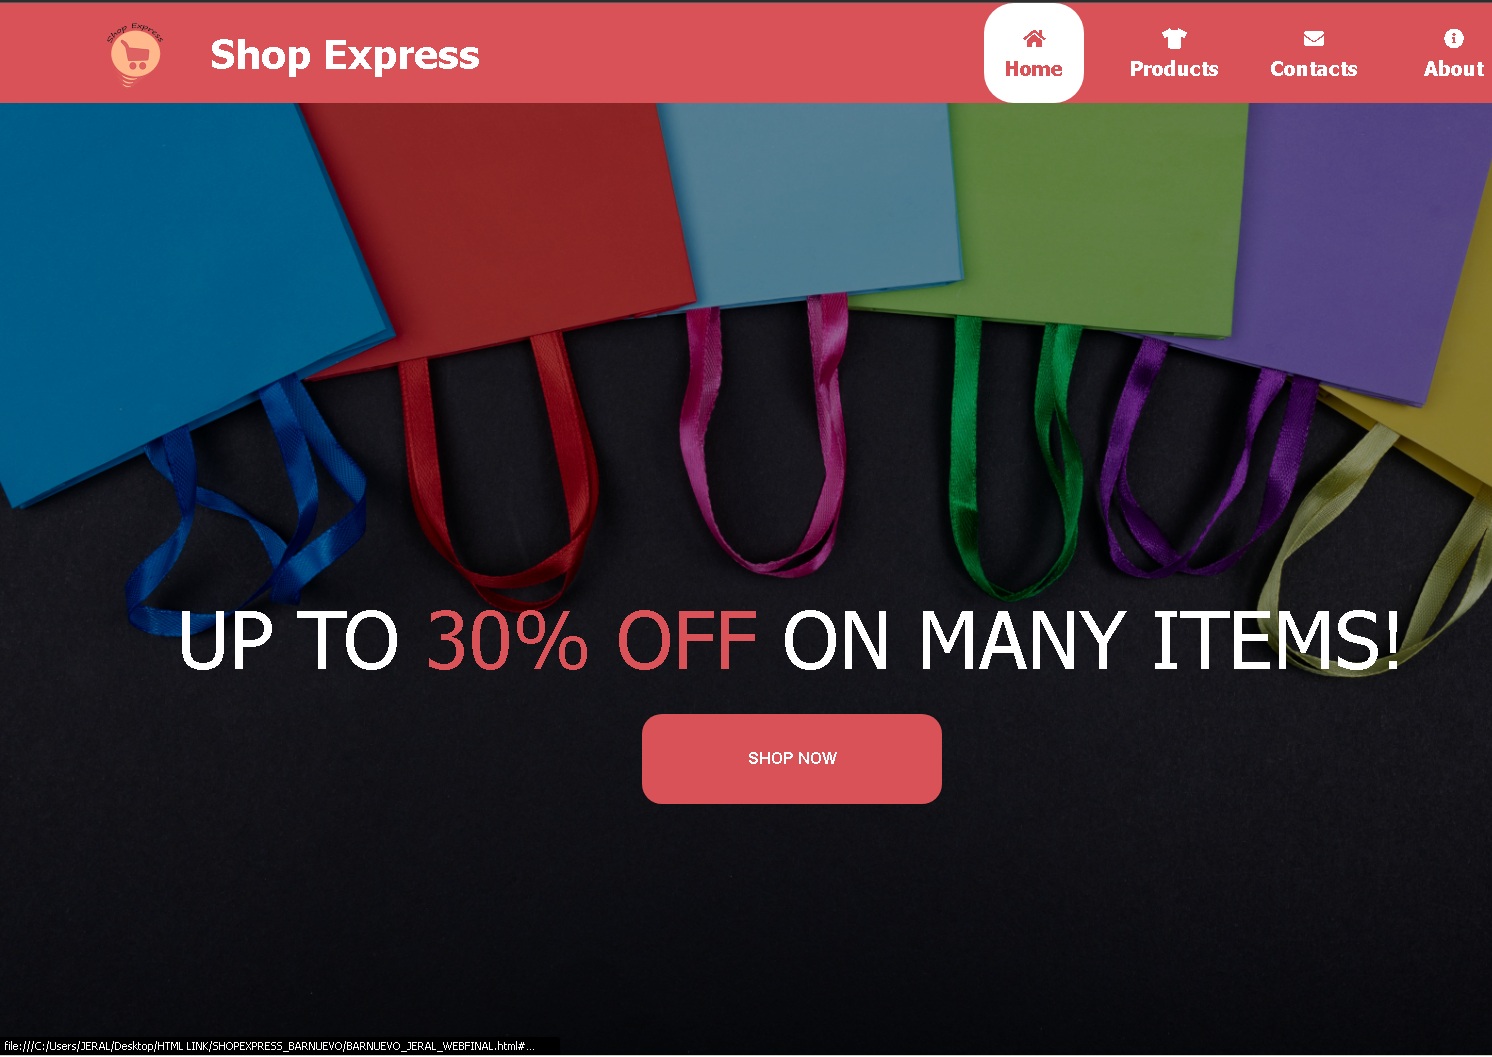 Shop Express
Shop Express
Home
Products
Contacts
About
UP TO 30% OFF ON MANY ITEMS!
SHOP NOW
file:///C:/Users/JERAL/Desktop/HTML LINK/SHOPEXPRESS_BARNUEVO/BARNUEVO_JERAL_WEBFINAL.html#...